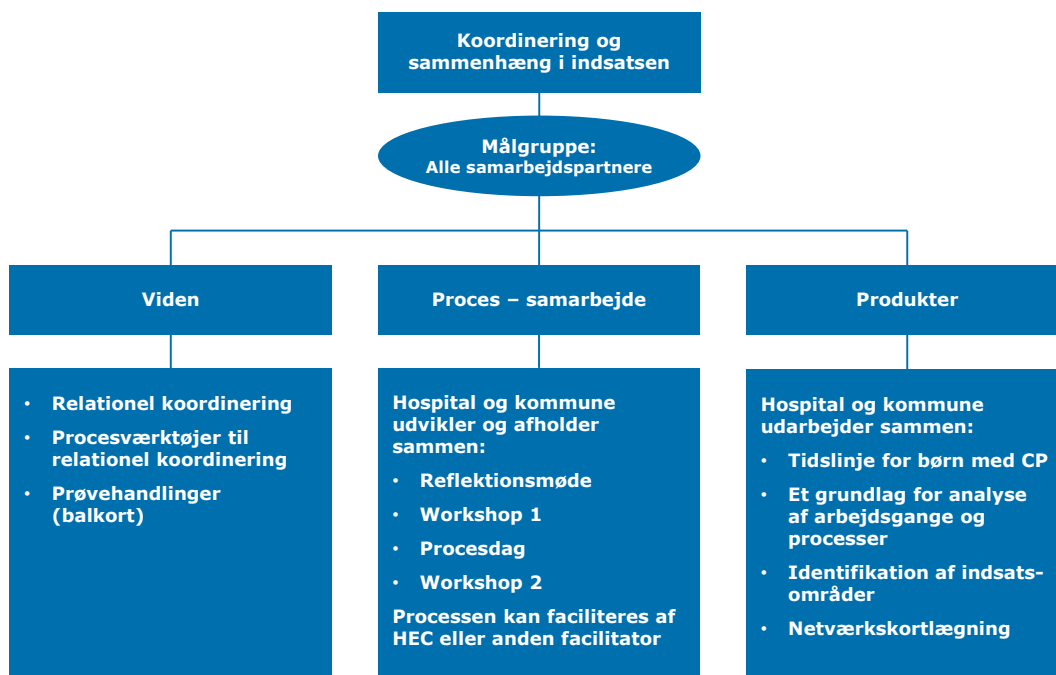 Koordinering og
sammenhæng i indsatsen
Målgruppe:
Alle samarbejdspartnere
Viden
• Relationel koordinering
• Procesværktøjer til
relationel koordinering
• Prøvehandlinger
(balkort)
Proces – samarbejde
Hospital og kommune
udvikler og afholder
sammen:
• Reflektionsmøde
• Workshop 1
• Procesdag
• Workshop 2
Processen kan faciliteres af
HEC eller anden facilitator
Produkter
Hospital og kommune
udarbejder sammen:
• Tidslinje for børn med CP
• Et grundlag for analyse
af arbejdsgange og
processer
• Identifikation af indsats-
områder
• Netværkskortlægning